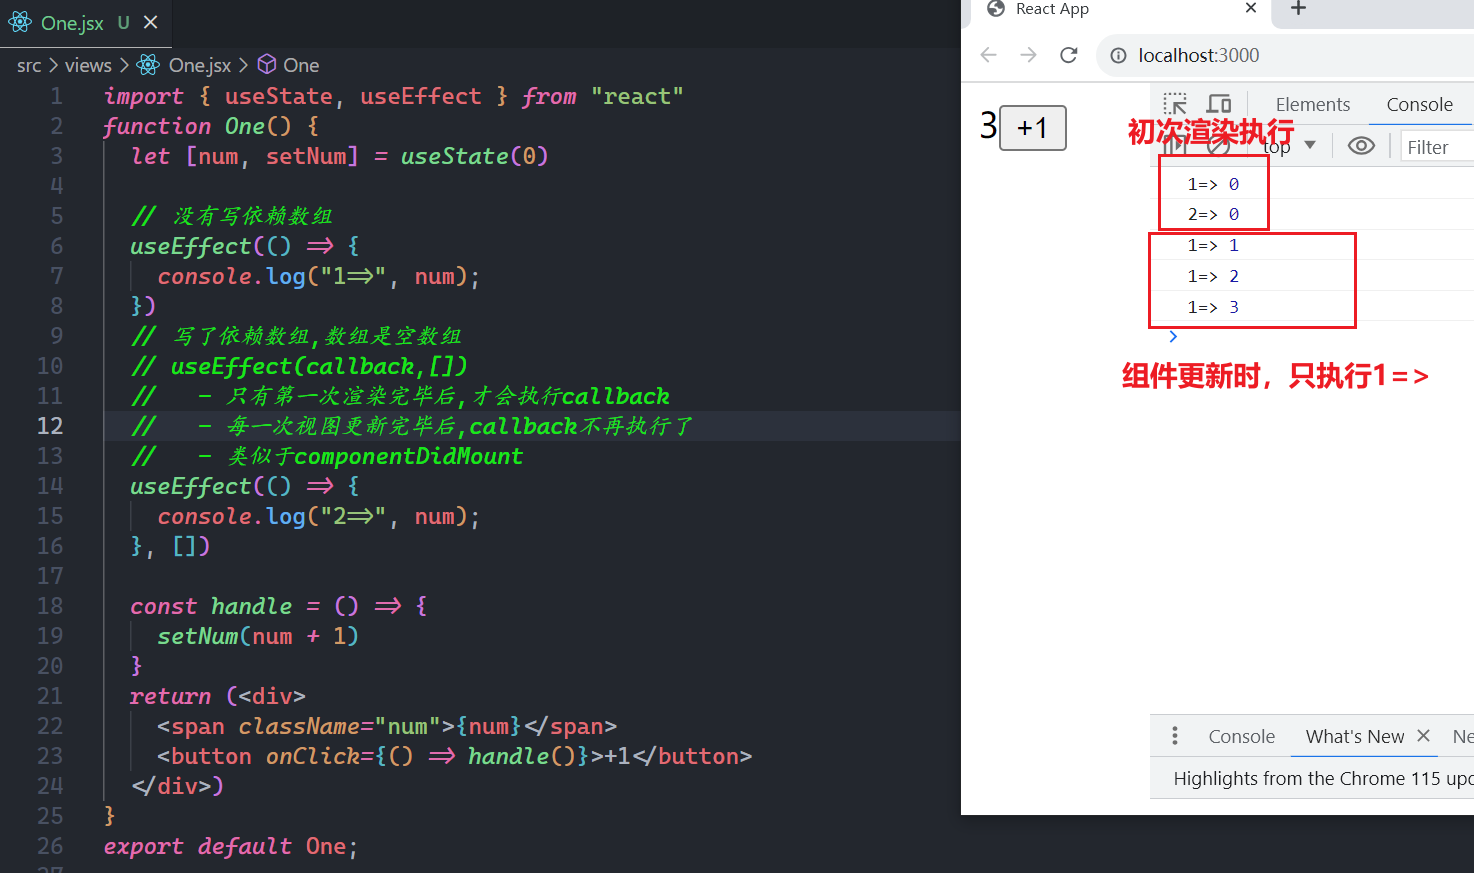 One.jsx U
src > views > One.jsx > One
1 import { useState, useEffect } from "react"
2 function One() {
3 let [num, setNum] = useState(0)
4
5 // 没有写依赖数组
6 useEffect(() => {
7 console.log("1=>", num);
8 })
9 // 写了依赖数组,数组是空数组
10 // useEffect(callback,[])
11 // - 只有第一次渲染完毕后,才会执行callback
12 // - 每一次视图更新完毕后,callback不再执行了
13 // - 类似于componentDidMount
14 useEffect(() => {
15 console.log("2=>", num);
16 }, [])
17
18 const handle = () => {
19 setNum(num + 1)
20 }
21 return (<div>
22 <span className="num">{num}</span>
23 <button onClick={() => handle()}>+1</button>
24 </div>)
25 }
26 export default One;
27
React App
localhost:3000
3 +1
Elements Console
初次渲染执行
top Filter
1=> 0
2=> 0
1=> 1
1=> 2
1=> 3
组件更新时，只执行1=>
Console What's New Ne
Highlights from the Chrome 115 upd